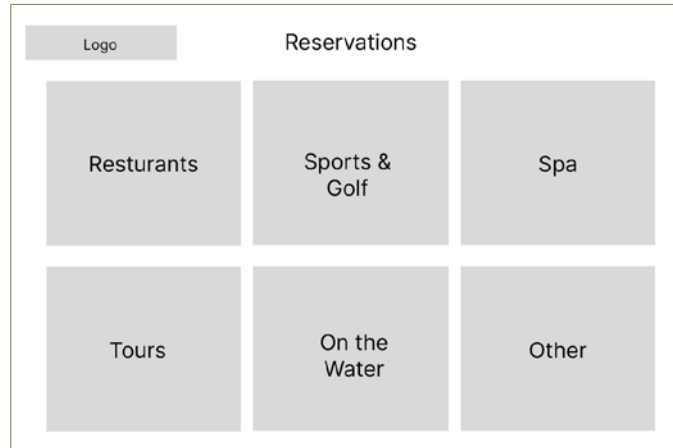 Logo
Reservations
Resturants
Sports &
Golf
Spa
Tours
On the
Water
Other